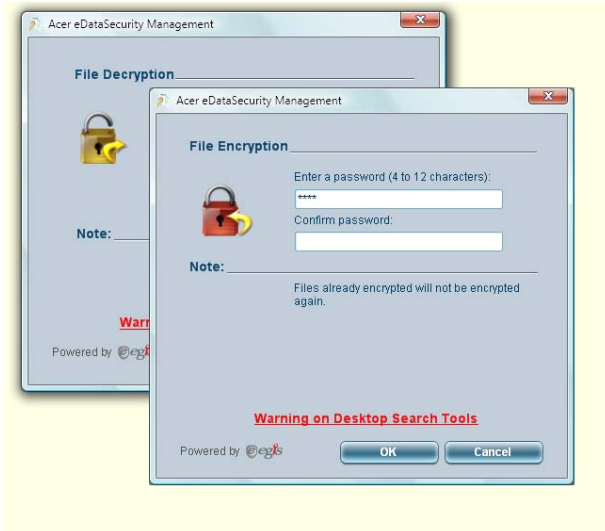 Acer eDataSecurity Management
File Decryption
Note:
Powered by egi
Acer eDataSecurity Management
File Encryption
Enter a password (4 to 12 characters):
****
Confirm password:
Note:
Files already encrypted will not be encrypted
again.
Warning on Desktop Search Tools
Powered by egis
OK
Cancel